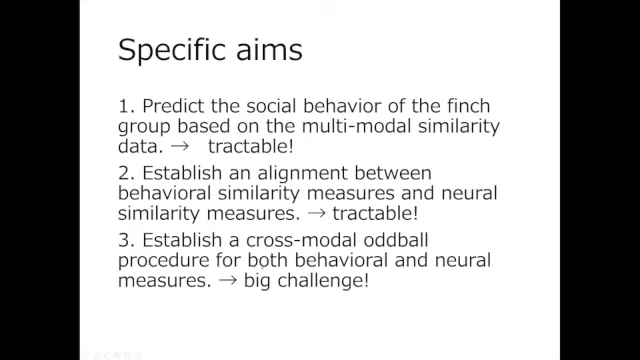 Specific aims
1. Predict the social behavior of the finch
group based on the multi-modal similarity
data. → tractable!
2. Establish an alignment between
behavioral similarity measures and neural
similarity measures. → tractable!
3. Establish a cross-modal oddball
procedure for both behavioral and neural
measures. → big challenge!